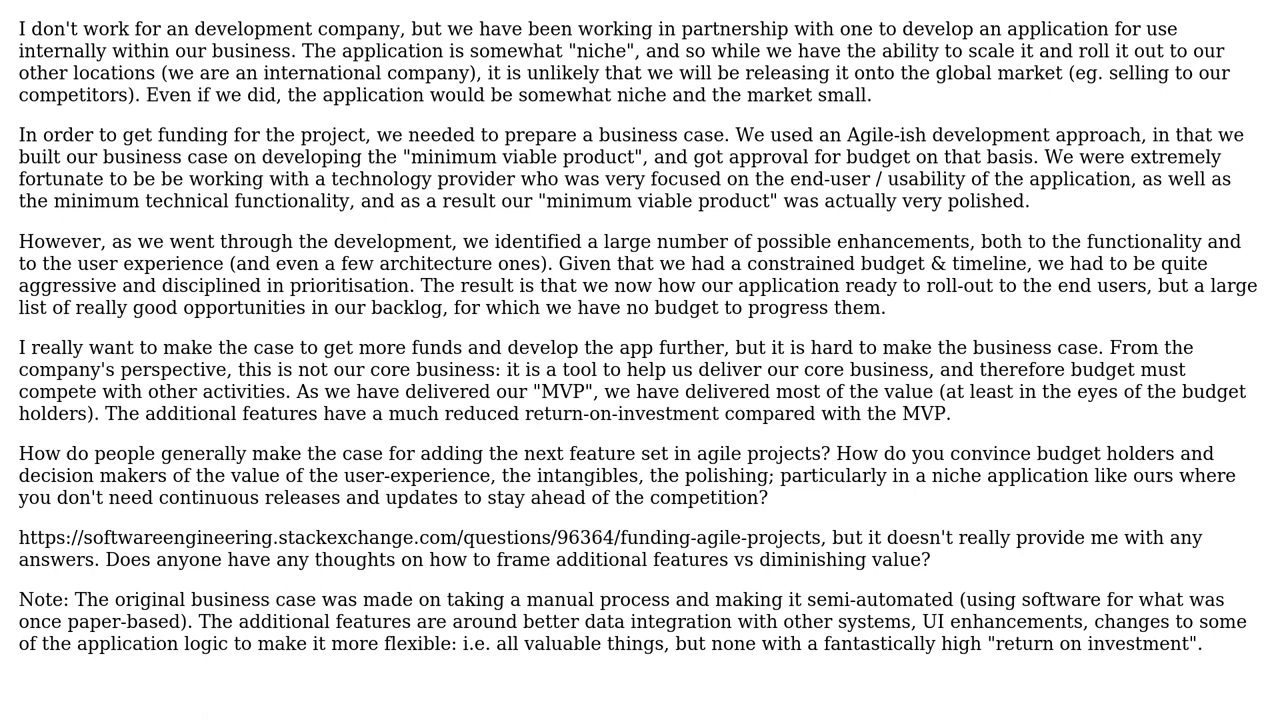 I don't work for an development company, but we have been working in partnership with one to develop an application for use
internally within our business. The application is somewhat "niche", and so while we have the ability to scale it and roll it out to our
other locations (we are an international company), it is unlikely that we will be releasing it onto the global market (eg. selling to our
competitors). Even if we did, the application would be somewhat niche and the market small.
In order to get funding for the project, we needed to prepare a business case. We used an Agile-ish development approach, in that we
built our business case on developing the "minimum viable product", and got approval for budget on that basis. We were extremely
fortunate to be be working with a technology provider who was very focused on the end-user / usability of the application, as well as
the minimum technical functionality, and as a result our "minimum viable product" was actually very polished.
However, as we went through the development, we identified a large number of possible enhancements, both to the functionality and
to the user experience (and even a few architecture ones). Given that we had a constrained budget & timeline, we had to be quite
aggressive and disciplined in prioritisation. The result is that we now how our application ready to roll-out to the end users, but a large
list of really good opportunities in our backlog, for which we have no budget to progress them.
I really want to make the case to get more funds and develop the app further, but it is hard to make the business case. From the
company's perspective, this is not our core business: it is a tool to help us deliver our core business, and therefore budget must
compete with other activities. As we have delivered our "MVP", we have delivered most of the value (at least in the eyes of the budget
holders). The additional features have a much reduced return-on-investment compared with the MVP.
How do people generally make the case for adding the next feature set in agile projects? How do you convince budget holders and
decision makers of the value of the user-experience, the intangibles, the polishing; particularly in a niche application like ours where
you don't need continuous releases and updates to stay ahead of the competition?
https://softwareengineering.stackexchange.com/questions/96364/funding-agile-projects, but it doesn't really provide me with any
answers. Does anyone have any thoughts on how to frame additional features vs diminishing value?
Note: The original business case was made on taking a manual process and making it semi-automated (using software for what was
once paper-based). The additional features are around better data integration with other systems, UI enhancements, changes to some
of the application logic to make it more flexible: i.e. all valuable things, but none with a fantastically high "return on investment".